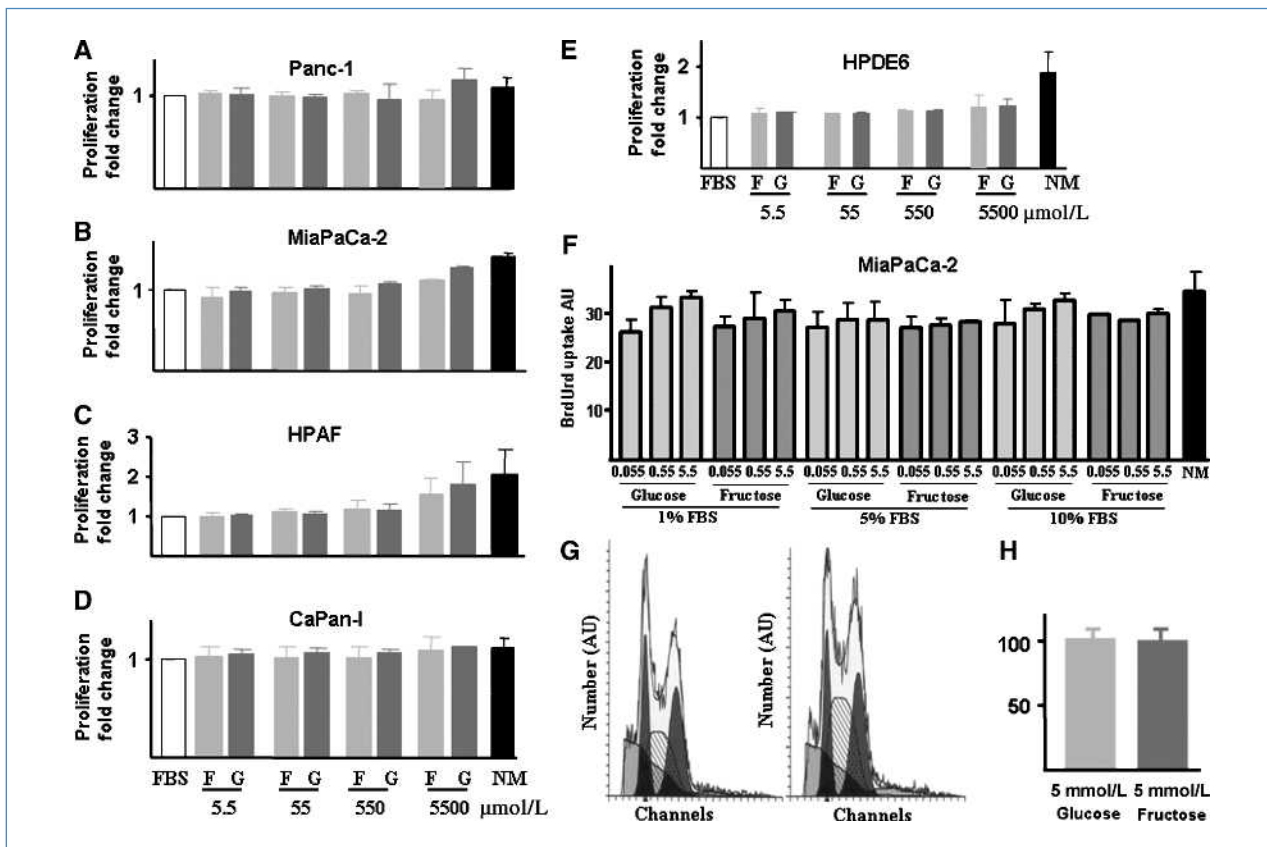 A
Panc-1
Proliferation
fold change
1
B
MiaPaCa-2
Proliferation
fold change
1
C
HPAF
Proliferation
fold change
3
2
1
D
CaPan-I
Proliferation
fold change
1
FBS F G F G F G F G NM
5.5 55 550 5500 μmol/L
E
HPDE6
Proliferation
fold change
2
1
FBS F G F G F G F G NM
5.5 55 550 5500 μmol/L
F
MiaPaCa-2
BrdUrd uptake AU
30
20
10
0.055 0.55 5.5 0.055 0.55 5.5 0.055 0.55 5.5 0.055 0.55 5.5 0.055 0.55 5.5 0.055 0.55 5.5 NM
Glucose Fructose Glucose Fructose Glucose Fructose
1% FBS 5% FBS 10% FBS
G
Number (AU)
Channels
Number (AU)
Channels
H
100
50
5 mmol/L 5 mmol/L
Glucose Fructose